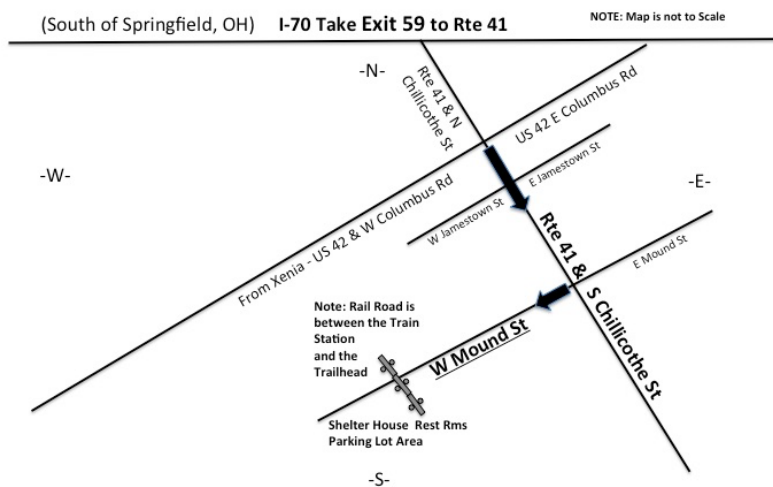 (South of Springfield, OH) I-70 Take Exit 59 to Rte 41
NOTE: Map is not to Scale
-N-
Rte 41 & N
Chillicothe St
US 42 E Columbus Rd
-W-
E Jamestown St
-E-
W Jamestown St
From Xenia - US 42 & W Columbus Rd
Rte 41 &
S Chillicothe St
E Mound St
Note: Rail Road is
between the Train
Station
and the
Trailhead
W Mound St
Shelter House Rest Rms
Parking Lot Area
-S-